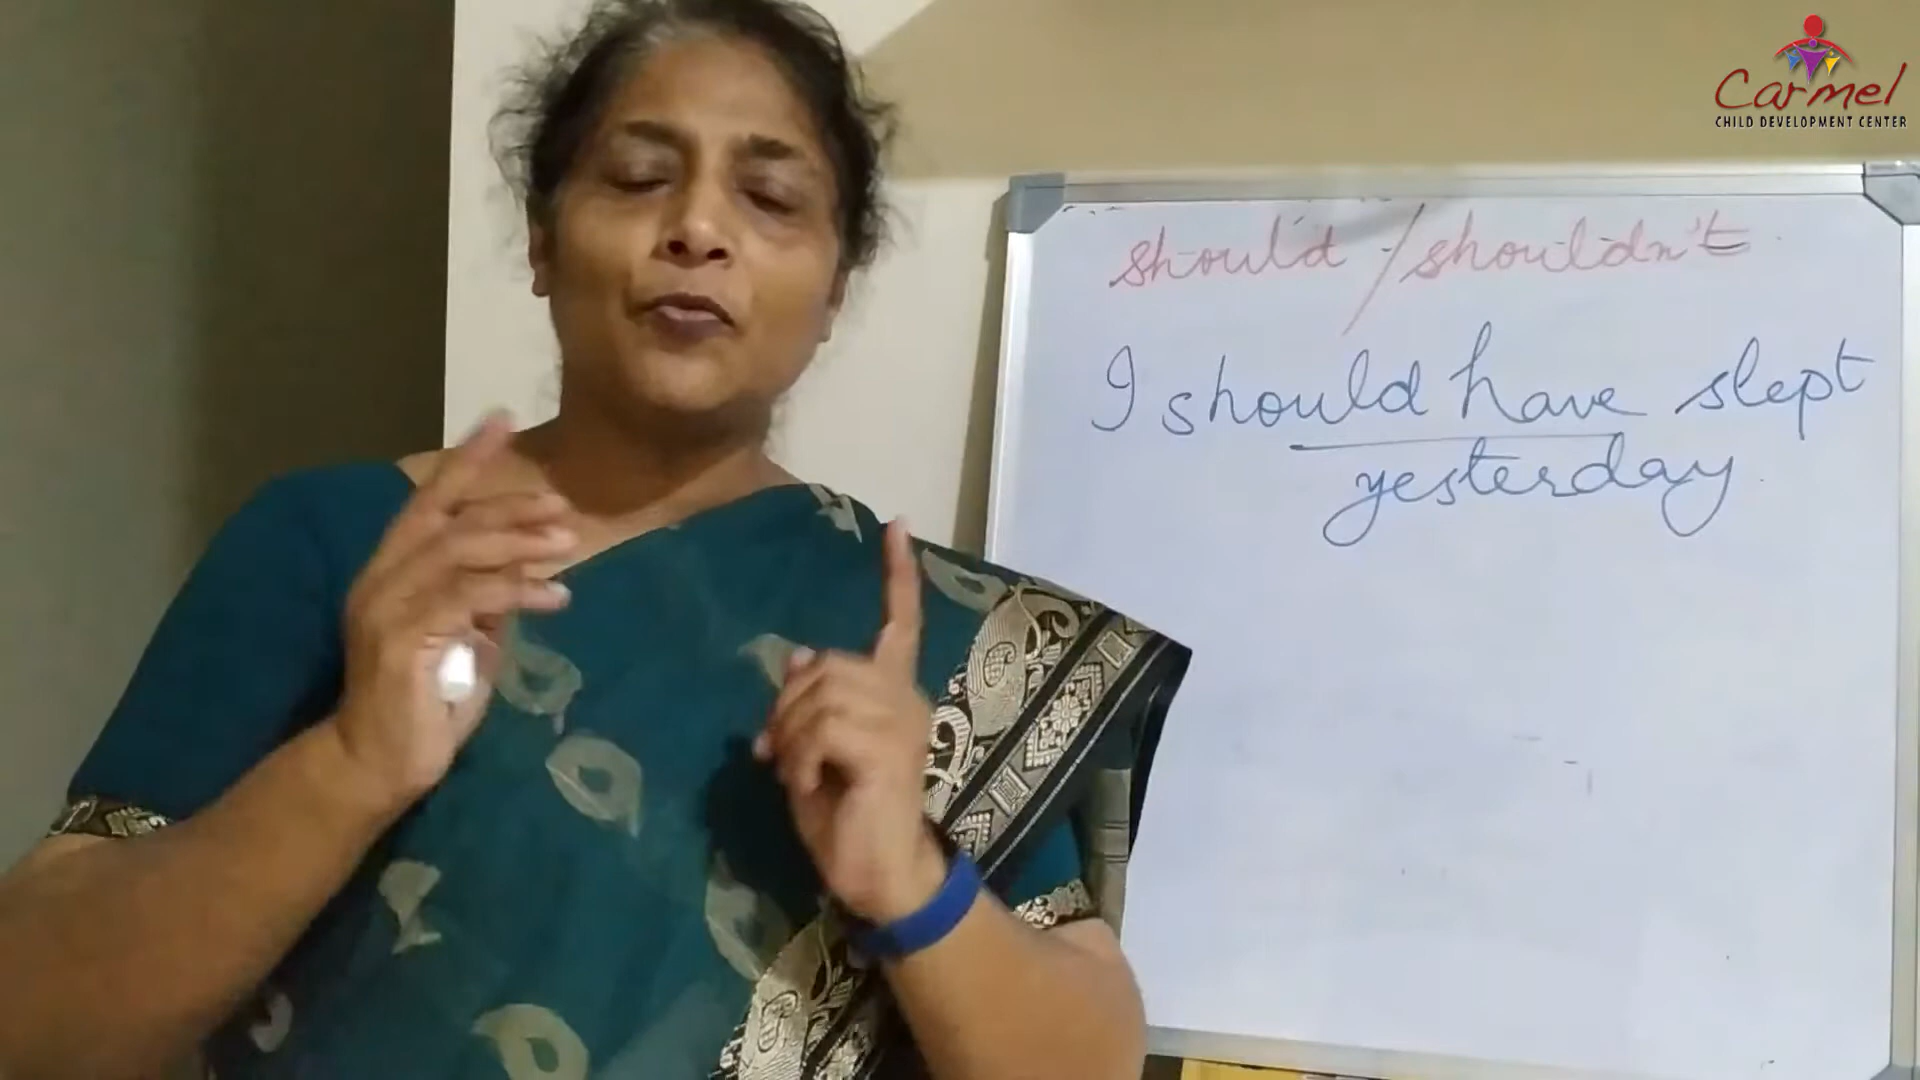 Carmel
CHILD DEVELOPMENT CENTER
should / shouldn't
I should have slept
yesterday